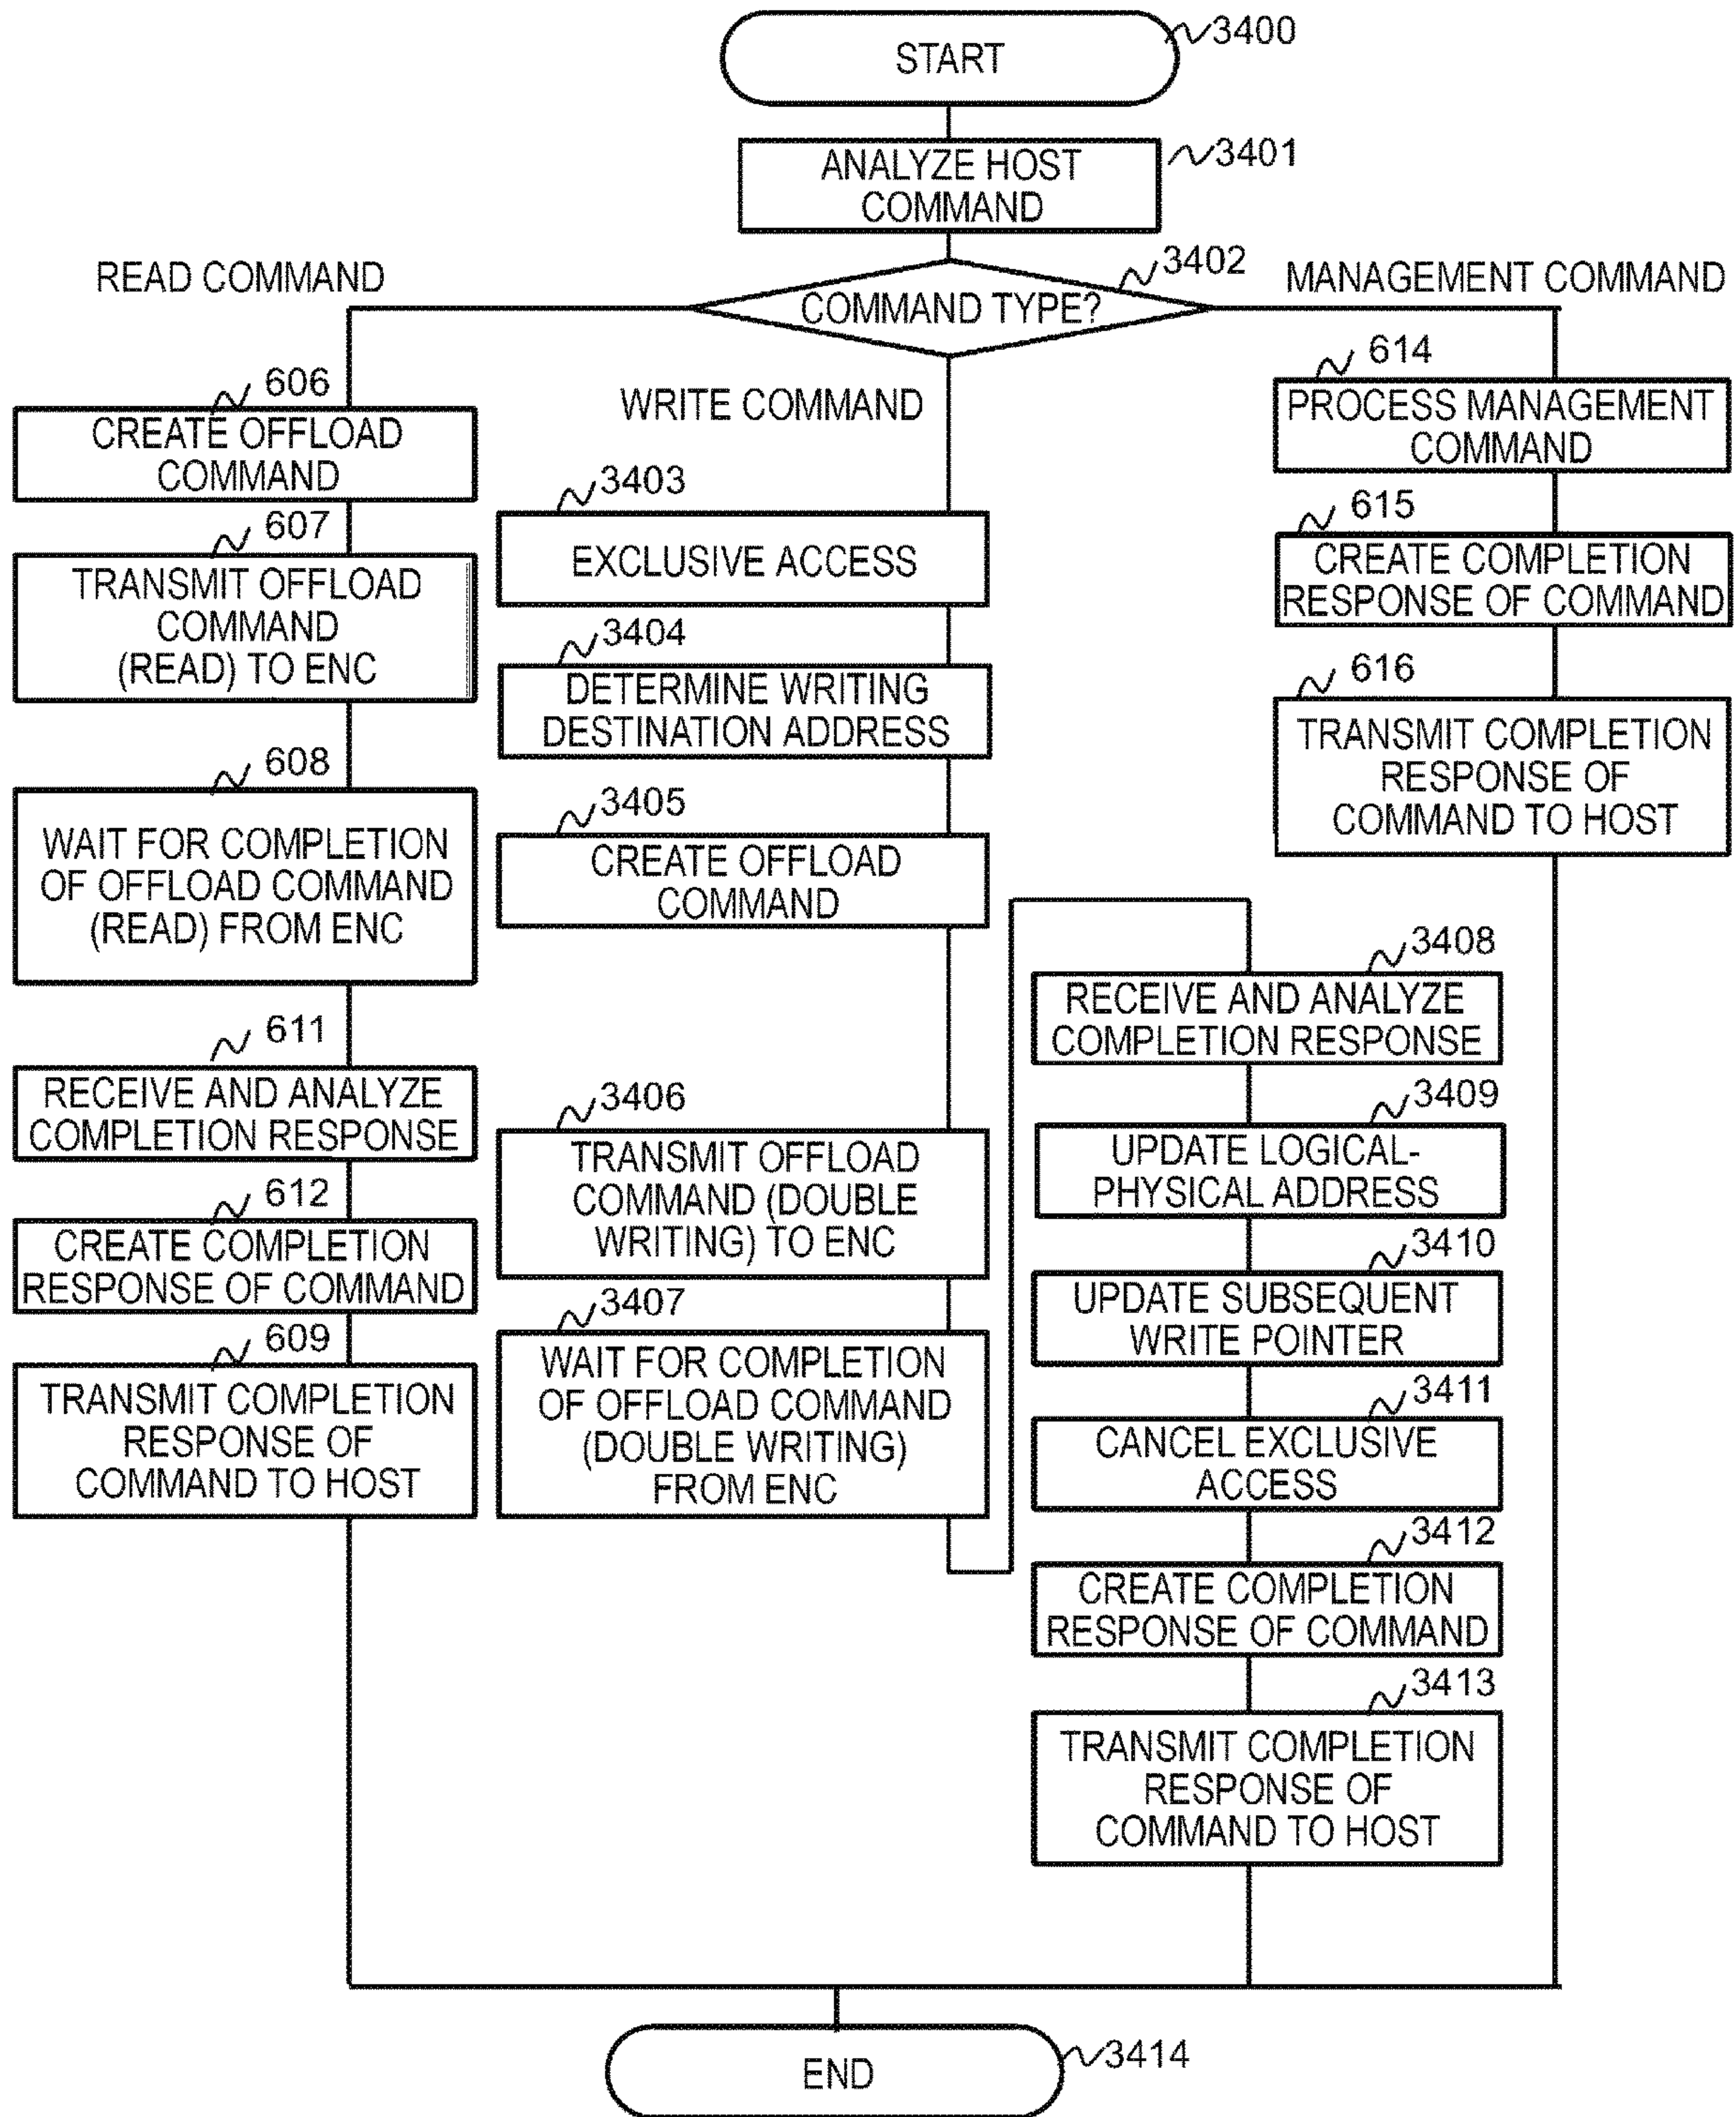 START
3400
ANALYZE HOST
COMMAND
3401
COMMAND TYPE?
3402
READ COMMAND
606
CREATE OFFLOAD
COMMAND
607
TRANSMIT OFFLOAD
COMMAND
(READ) TO ENC
608
WAIT FOR COMPLETION
OF OFFLOAD COMMAND
(READ) FROM ENC
611
RECEIVE AND ANALYZE
COMPLETION RESPONSE
612
CREATE COMPLETION
RESPONSE OF COMMAND
609
TRANSMIT COMPLETION
RESPONSE OF
COMMAND TO HOST
WRITE COMMAND
3403
EXCLUSIVE ACCESS
3404
DETERMINE WRITING
DESTINATION ADDRESS
3405
CREATE OFFLOAD
COMMAND
3406
TRANSMIT OFFLOAD
COMMAND (DOUBLE
WRITING) TO ENC
3407
WAIT FOR COMPLETION
OF OFFLOAD COMMAND
(DOUBLE WRITING)
FROM ENC
3408
RECEIVE AND ANALYZE
COMPLETION RESPONSE
3409
UPDATE LOGICAL-
PHYSICAL ADDRESS
3410
UPDATE SUBSEQUENT
WRITE POINTER
3411
CANCEL EXCLUSIVE
ACCESS
3412
CREATE COMPLETION
RESPONSE OF COMMAND
3413
TRANSMIT COMPLETION
RESPONSE OF
COMMAND TO HOST
MANAGEMENT COMMAND
614
PROCESS MANAGEMENT
COMMAND
615
CREATE COMPLETION
RESPONSE OF COMMAND
616
TRANSMIT COMPLETION
RESPONSE OF
COMMAND TO HOST
END
3414